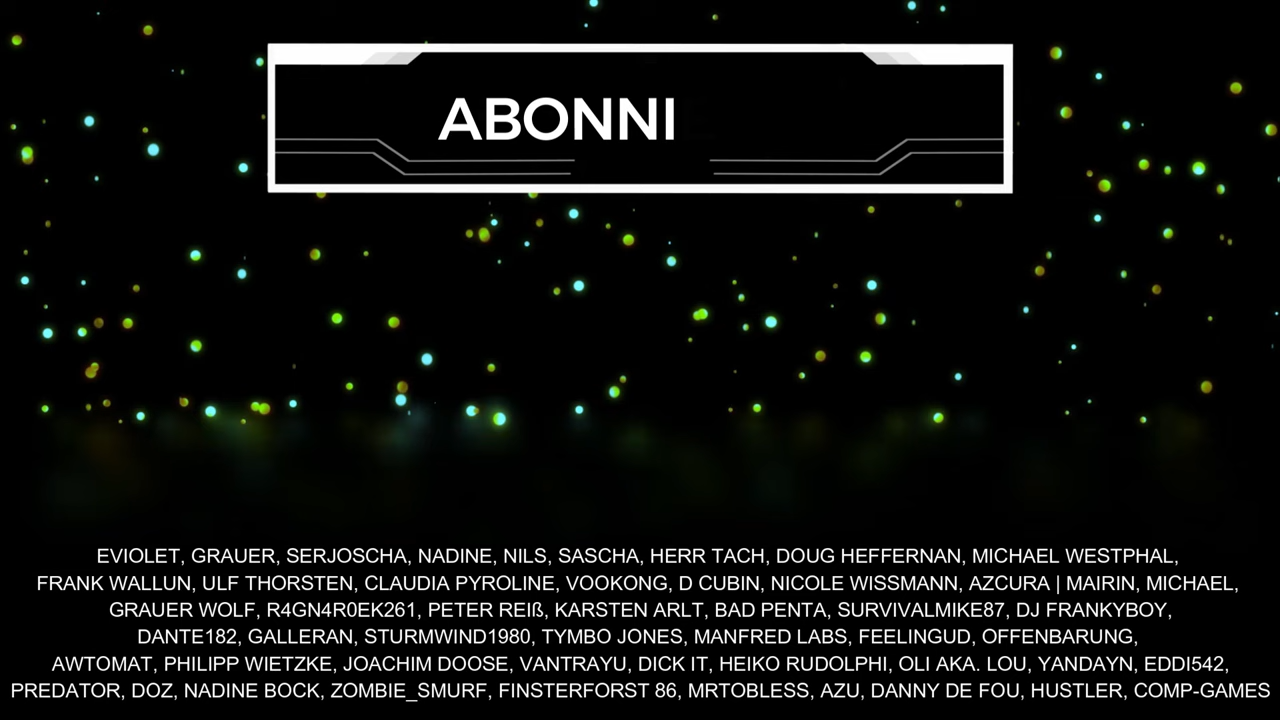 ABONNI
EVIOLET, GRAUER, SERJOSCHA, NADINE, NILS, SASCHA, HERR TACH, DOUG HEFFERNAN, MICHAEL WESTPHAL,
FRANK WALLUN, ULF THORSTEN, CLAUDIA PYROLINE, VOOKONG, D CUBIN, NICOLE WISSMANN, AZCURA | MAIRIN, MICHAEL,
GRAUER WOLF, R4GN4R0EK261, PETER REIß, KARSTEN ARLT, BAD PENTA, SURVIVALMIKE87, DJ FRANKYBOY,
DANTE182, GALLERAN, STURMWIND1980, TYMBO JONES, MANFRED LABS, FEELINGUD, OFFENBARUNG,
AWTOMAT, PHILIPP WIETZKE, JOACHIM DOOSE, VANTRAYU, DICK IT, HEIKO RUDOLPHI, OLI AKA. LOU, YANDAYN, EDDI542,
PREDATOR, DOZ, NADINE BOCK, ZOMBIE_SMURF, FINSTERFORST 86, MRTOBLESS, AZU, DANNY DE FOU, HUSTLER, COMP-GAMES